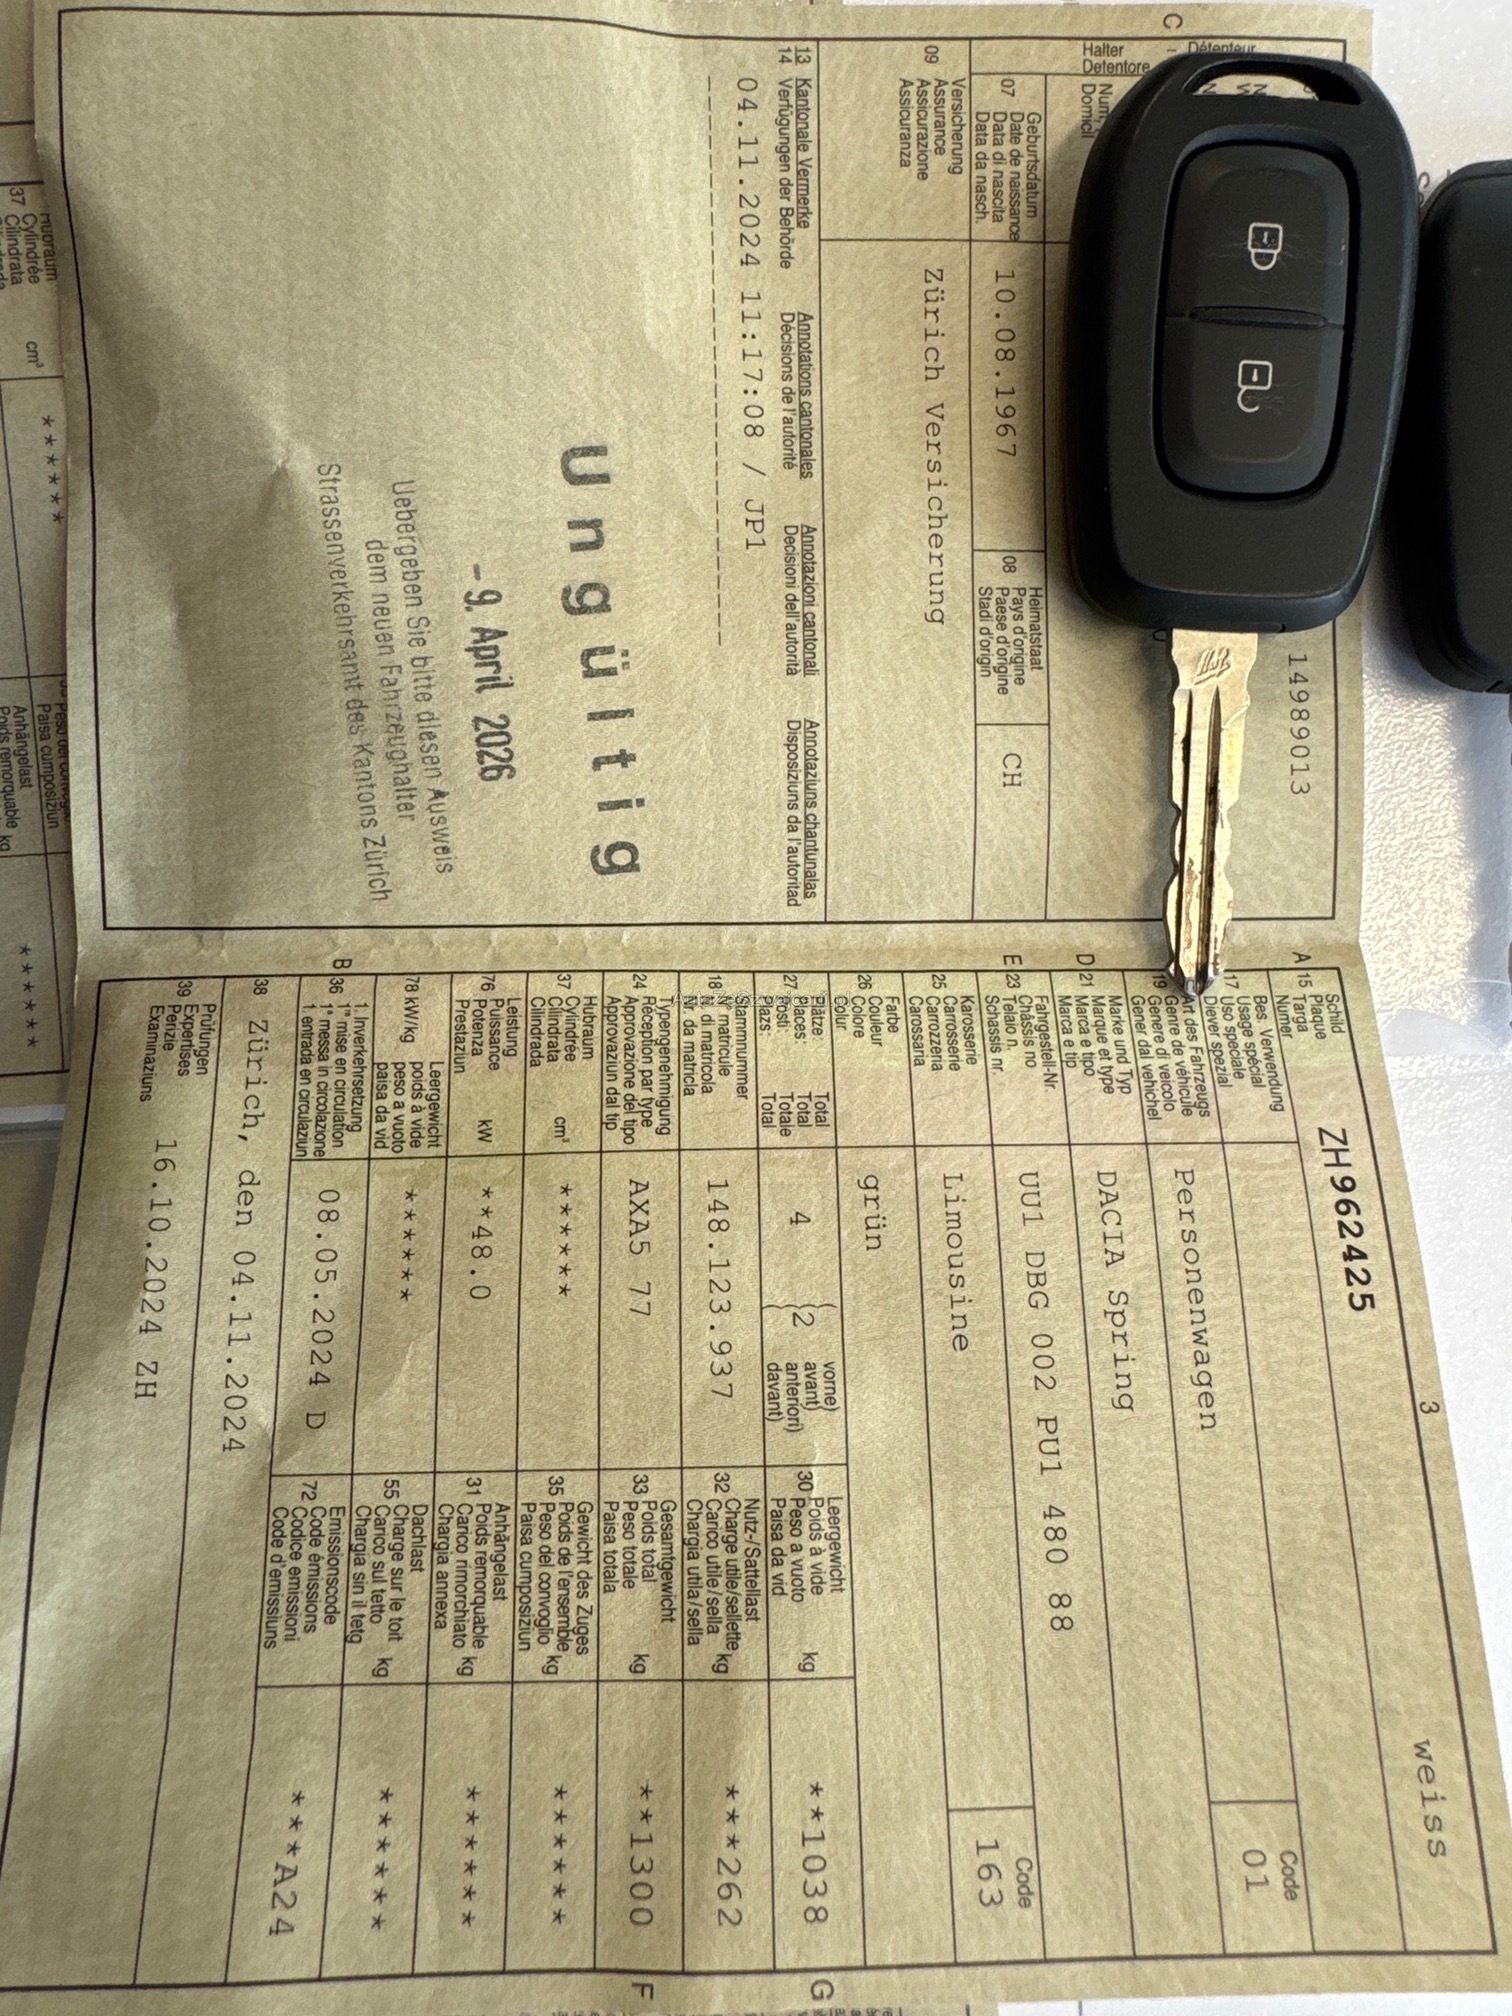 C
Détenteur
Halter
Detentore
14989013
Geburtsdatum
07 Date de naissance
Data di nascita
Data da nasch.
10.08.1967
Heimatstaat
08 Pays d'origine
Paese d'origine
Stadi d'origin
CH
Versicherung
09 Assurance
Assicurazione
Assicuranza
Zürich Versicherung
13 Kantonale Vermerke Annotations cantonales Annotazioni cantonali Annotaziuns chantunalas
14 Verfügungen der Behörde Décisions de l'autorité Decisioni dell'autorità Disposiziuns da l'autoritad
04.11.2024 11:17:08 / JP1
Ungültig
-9. April 2026
Uebergeben Sie bitte diesen Ausweis
dem neuen Fahrzeughalter
Strassenverkehrsamt des Kantons Zürich
3
weiss
A 15
Schild
Plaque
Targa
Numer
ZH962425
Bes. Verwendung
17 Usage spécial
Uso speciale
Diever spezial
Code
01
Art des Fahrzeugs
19 Genre de véhicule
Genere di veicolo
Gener dal vehichel
Personenwagen
D 21
Marke und Typ
Marque et type
Marca e tipo
Marca e tip
DACIA Spring
E 23
Fahrgestell-Nr.
Châssis no
Telaio n.
Schassis nr.
UU1 DBG 002 PU1 480 88
Karosserie
25 Carrosserie
Carrozzeria
Carossaria
Limousine
Code
163
Farbe
26 Couleur
Colore
Colur
grün
Plätze: Total
27 Places: Total
Posti: Totale
Plazs: Total
4
(2
vorne)
avant)
anteriori)
davant)
Leergewicht
30 Poids à vide
Peso a vuoto kg
Paisa da vid
**1038
G
Stammnummer
18 N° matricule
N. di matricola
Nr. da matricla
148.123.937
Nutz-/Sattellast
32 Charge utile/sellette kg
Carico utile/sella
Chargia utila/sella
***262
Typengenehmigung
24 Réception par type
Approvazione del tipo
Approvaziun dal tip
AXA5 77
Gesamtgewicht
33 Poids total
Peso totale kg
Paisa totala
**1300
F
Hubraum
37 Cylindrée
Cilindrata cm³
Cilindrada
*****
Gewicht des Zuges
35 Poids de l'ensemble kg
Peso del convoglio
Paisa cumposiziun
******
Leistung
76 Puissance
Potenza kW
Prestaziun
**48.0
Anhängelast
31 Poids remorquable kg
Carico rimorchiato
Chargia annexa
******
78 kW/kg
Leergewicht
poids à vide
peso a vuoto
paisa da vid
******
Dachlast
55 Charge sur le toit kg
Carico sul tetto
Chargia sin il tetg
******
B 36
1. Inverkehrsetzung
1re mise en circulation
1a messa in circolazione
1. entrada en circulaziun
08.05.2024 D
Emissionscode
72 Code émissions
Codice emissioni
Code d'emissiuns
***A24
38 Zürich, den 04.11.2024
Prüfungen
39 Expertises
Perizie
Examinaziuns
16.10.2024 ZH
Hubraum
37 Cylindrée
Cilindrata
cm³
*****
Paisa cumposiziun
Anhängelast
Poids remorquable kg
*****